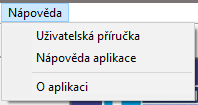 Nápověda
Uživatelská příručka
Nápověda aplikace
O aplikaci